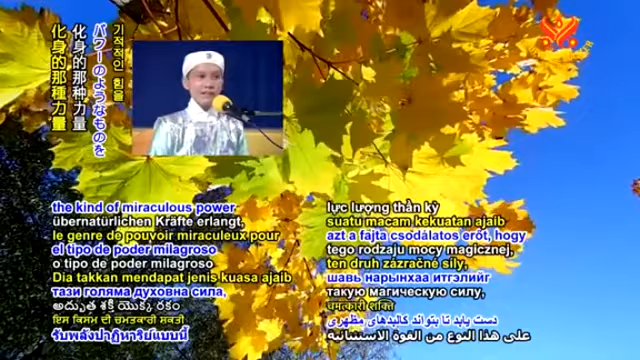 기적적인 힘을
パワーのようなものを
化身的那种力量
化身的那種力量
the kind of miraculous power
übernatürlichen Kräfte erlangt,
le genre de pouvoir miraculeux pour
el tipo de poder milagroso
o tipo de poder milagroso
Dia takkan mendapat jenis kuasa ajaib
тази голяма духовна сила,
అద్భుత శక్తి యొక్క రకం
ਇਸ ਕਿਸਮ ਦੀ ਚਮਤਕਾਰੀ ਸ਼ਕਤੀ
รับพลังปาฏิหาริย์แบบนี้
lực lượng thần kỳ
suatu macam kekuatan ajaib
azt a fajta csodálatos erőt, hogy
tego rodzaju mocy magicznej,
ten druh zázračné síly,
шавь нарынхаа итгэлийг
такую магическую силу,
चमत्कारी शक्ति
دست یابد تا بتواند کالبدهای مظهری
على هذا النوع من القوة الاستثنائية